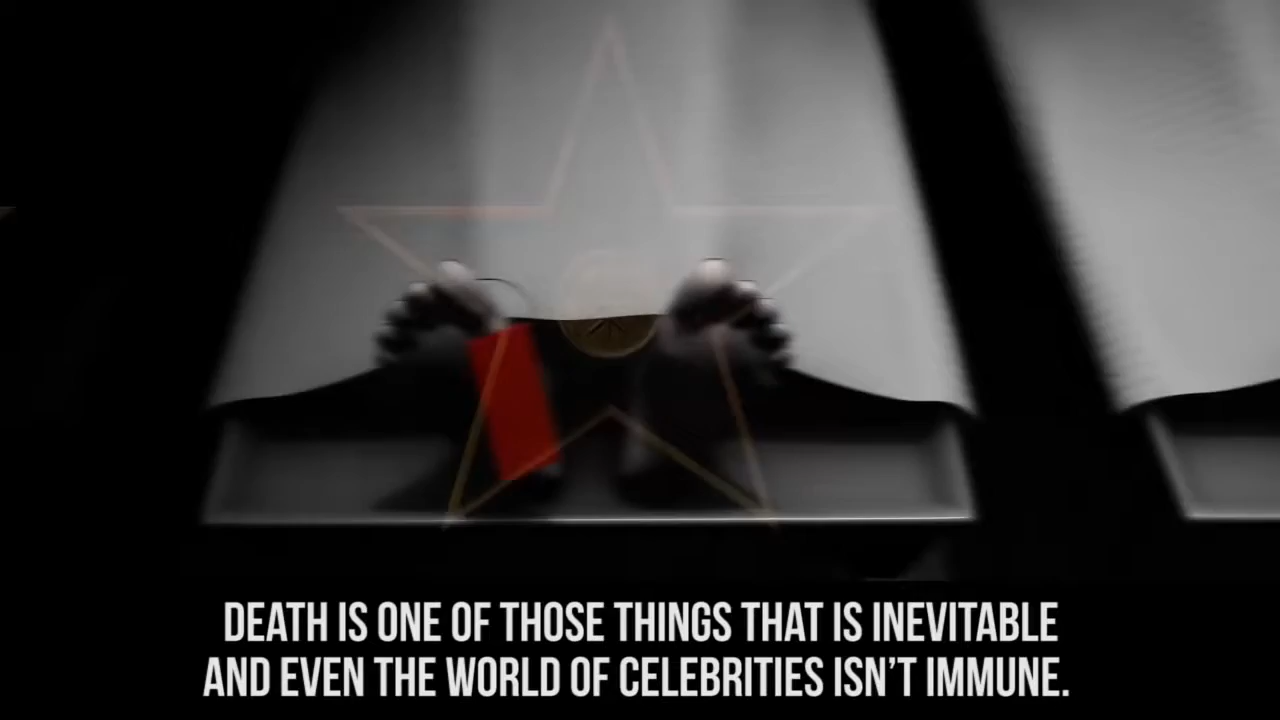 DEATH IS ONE OF THOSE THINGS THAT IS INEVITABLE
AND EVEN THE WORLD OF CELEBRITIES ISN’T IMMUNE.